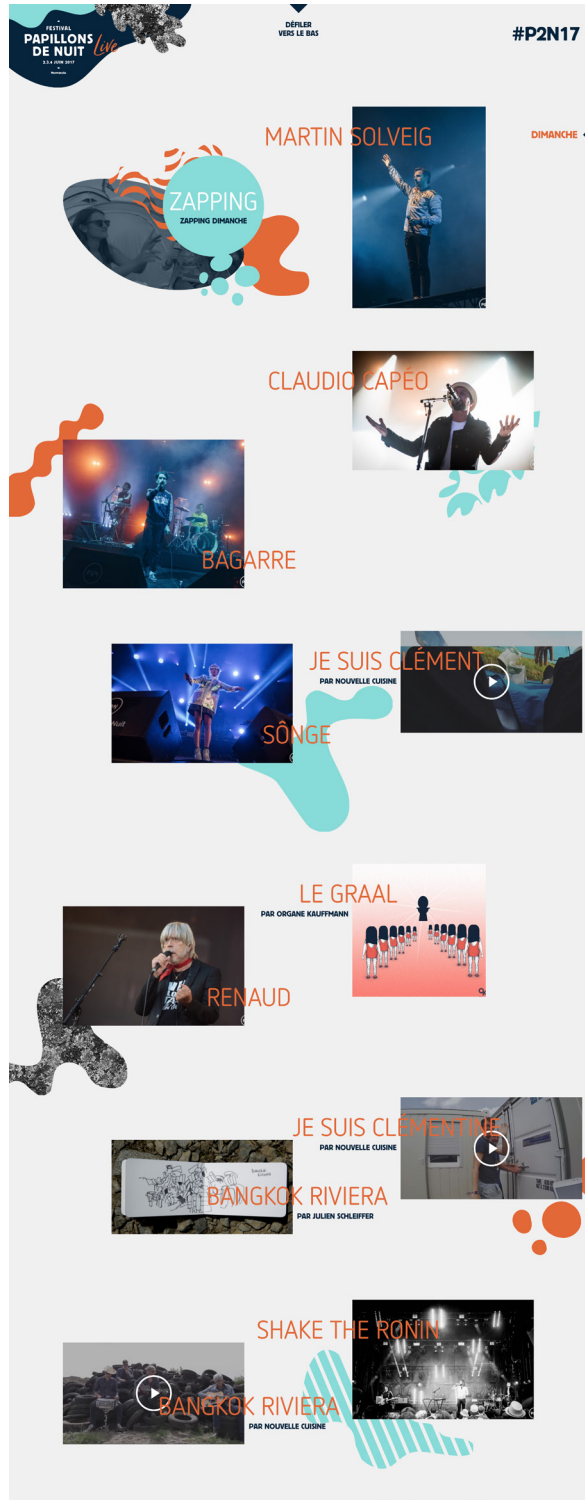 FESTIVAL
PAPILLONS
DE NUIT Live
2.3.4 JUIN 2017
DÉFILER
VERS LE BAS
#P2N17
DIMANCHE
MARTIN SOLVEIG
ZAPPING
ZAPPING DIMANCHE
CLAUDIO CAPÉO
BAGARRE
JE SUIS CLÉMENT
PAR NOUVELLE CUISINE
SÔNGE
LE GRAAL
PAR ORGANE KAUFFMANN
RENAUD
JE SUIS CLÉMENTINE
PAR NOUVELLE CUISINE
BANGKOK RIVIERA
PAR JULIEN SCHLEIFFER
SHAKE THE RONIN
BANGKOK RIVIERA
PAR NOUVELLE CUISINE